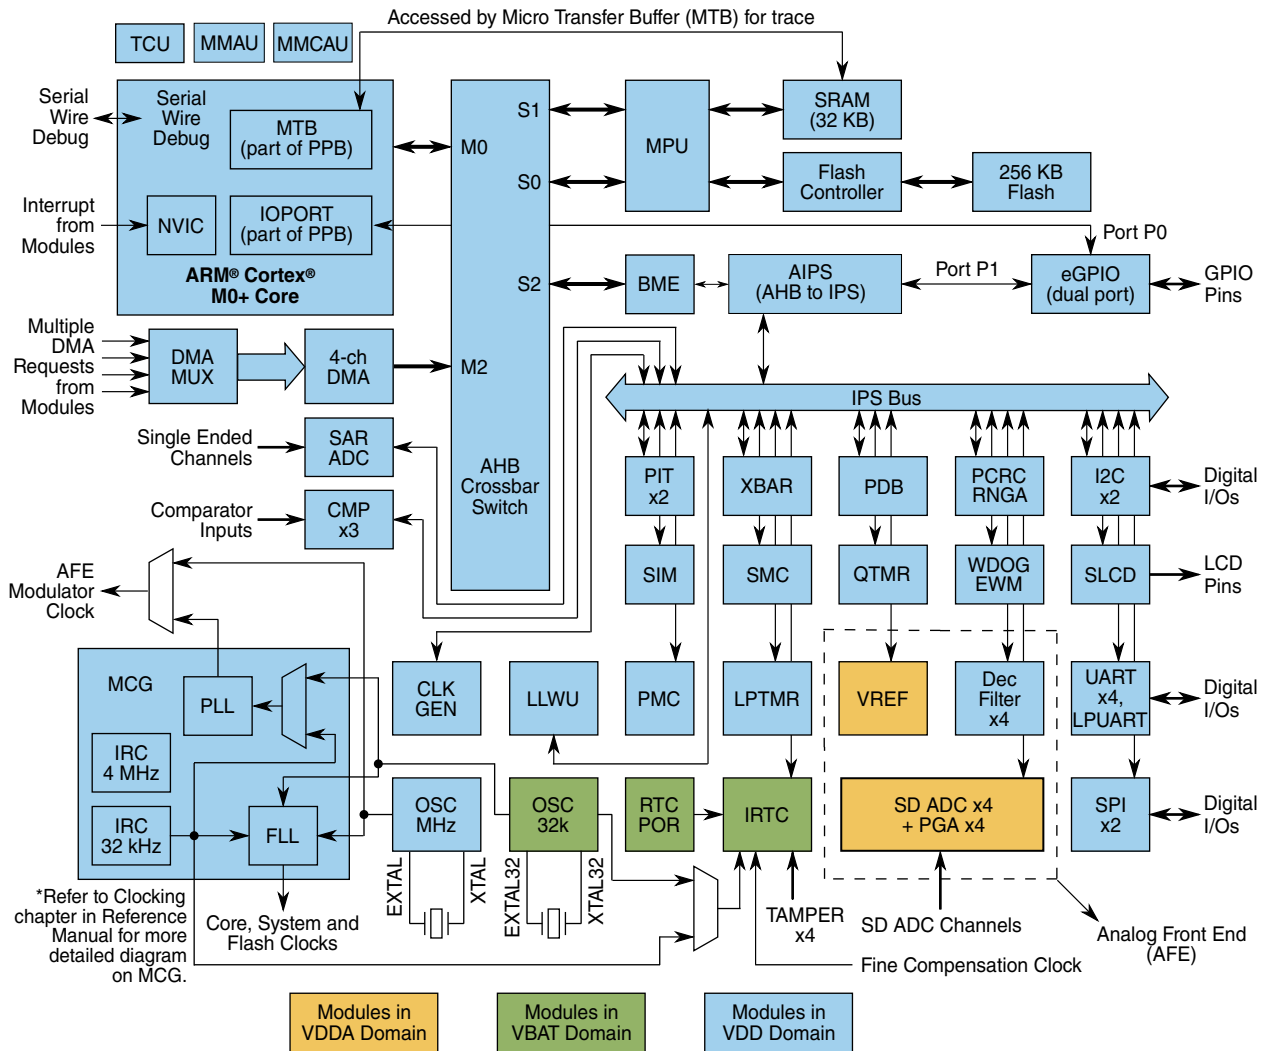 Accessed by Micro Transfer Buffer (MTB) for trace
TCU
MMAU
MMCAU
Serial
Wire
Debug
Serial
Wire
Debug
MTB
(part of PPB)
M0
S1
MPU
SRAM
(32 KB)
S0
Flash
Controller
256 KB
Flash
Interrupt
from
Modules
NVIC
IOPORT
(part of PPB)
ARM® Cortex®
M0+ Core
Port P0
S2
BME
AIPS
(AHB to IPS)
Port P1
eGPIO
(dual port)
GPIO
Pins
Multiple
DMA
Requests
from
Modules
DMA
MUX
4-ch
DMA
M2
IPS Bus
Single Ended
Channels
SAR
ADC
AHB
Crossbar
Switch
PIT
x2
XBAR
PDB
PCRC
RNGA
I2C
x2
Digital
I/Os
Comparator
Inputs
CMP
x3
AFE
Modulator
Clock
SIM
SMC
QTMR
WDOG
EWM
SLCD
LCD
Pins
MCG
PLL
CLK
GEN
LLWU
PMC
LPTMR
VREF
Dec
Filter
x4
UART
x4,
LPUART
Digital
I/Os
IRC
4 MHz
IRC
32 kHz
FLL
OSC
MHz
OSC
32k
RTC
POR
IRTC
SD ADC x4
+ PGA x4
SPI
x2
Digital
I/Os
EXTAL
XTAL
EXTAL32
XTAL32
*Refer to Clocking
chapter in Reference
Manual for more
detailed diagram
on MCG.
Core, System and
Flash Clocks
TAMPER
x4
SD ADC Channels
Analog Front End
(AFE)
Fine Compensation Clock
Modules in
VDDA Domain
Modules in
VBAT Domain
Modules in
VDD Domain